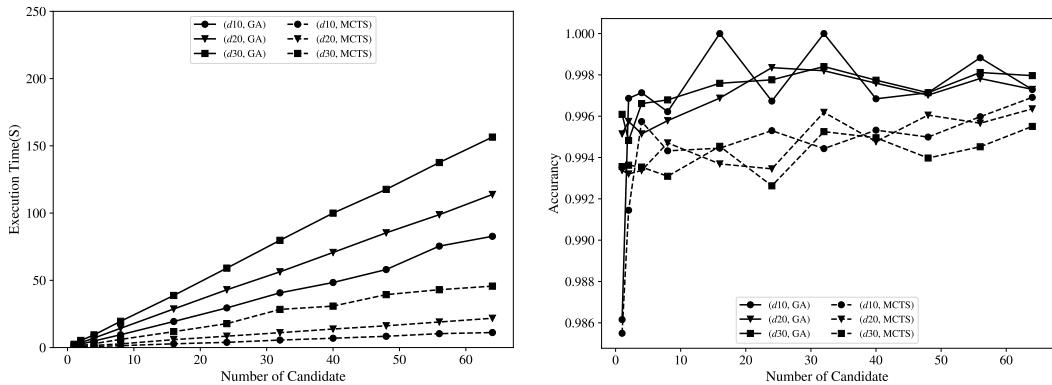 250
200
150
100
50
0
Execution Time(S)
0 10 20 30 40 50 60
Number of Candidate
(d10, GA) (d10, MCTS)
(d20, GA) (d20, MCTS)
(d30, GA) (d30, MCTS)
1.000
0.998
0.996
0.994
0.992
0.990
0.988
0.986
Accurancy
0 10 20 30 40 50 60
Number of Candidate
(d10, GA) (d10, MCTS)
(d20, GA) (d20, MCTS)
(d30, GA) (d30, MCTS)